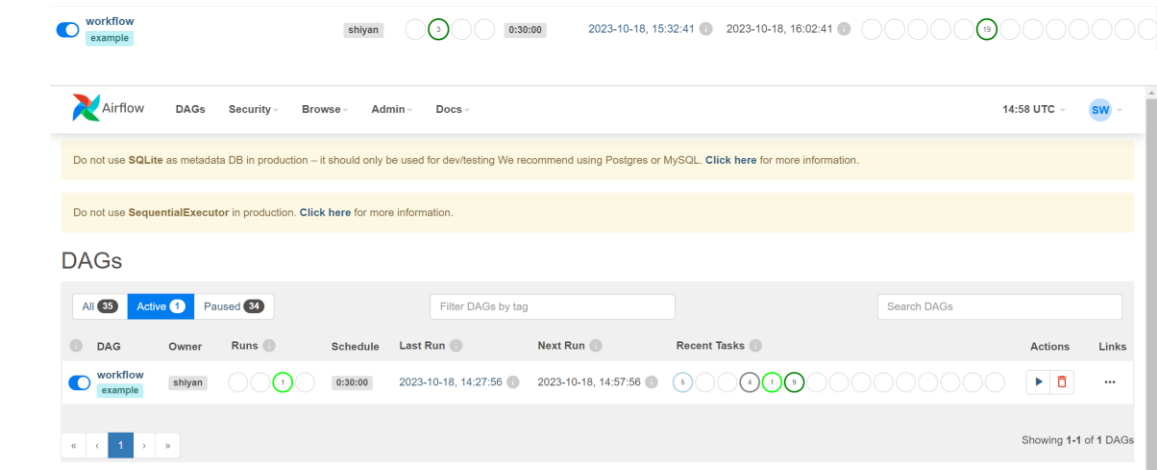 workflow
example
shiyan 3 0:30:00 2023-10-18, 15:32:41 2023-10-18, 16:02:41 19
Airflow DAGs Security Browse Admin Docs 14:58 UTC SW
Do not use SQLite as metadata DB in production – it should only be used for dev/testing We recommend using Postgres or MySQL. Click here for more information.
Do not use SequentialExecutor in production. Click here for more information.
DAGs
All 35 Active 1 Paused 34 Filter DAGs by tag Search DAGs
DAG Owner Runs Schedule Last Run Next Run Recent Tasks Actions Links
workflow
example
shiyan 1 0:30:00 2023-10-18, 14:27:56 2023-10-18, 14:57:56 5 4 1 9 ...
« ‹ 1 › » Showing 1-1 of 1 DAGs